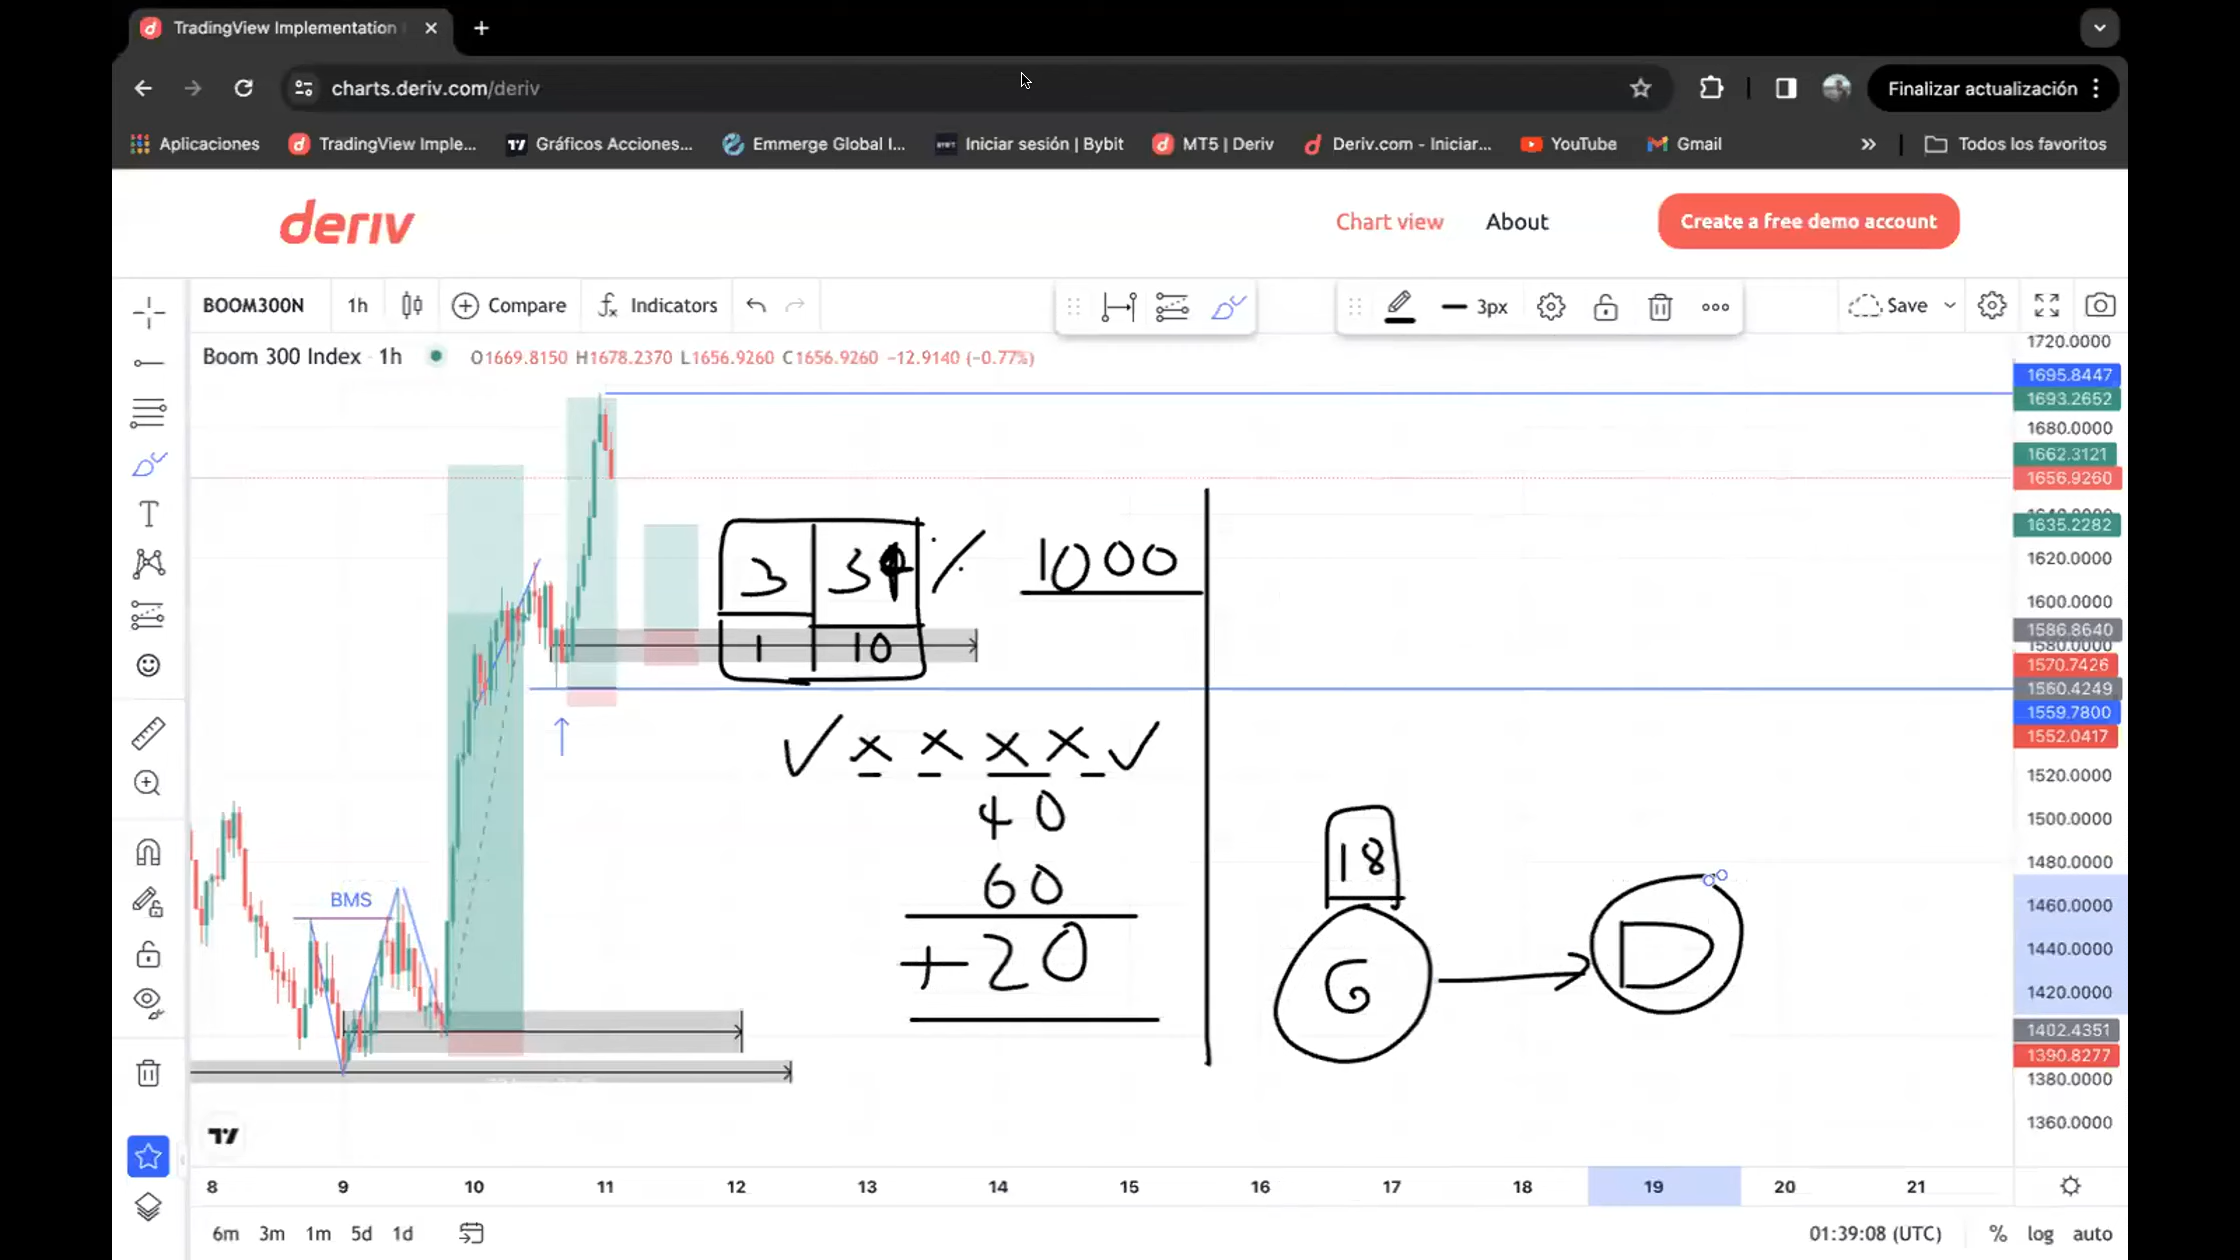 TradingView Implementation
charts.deriv.com/deriv
Finalizar actualización
Aplicaciones
TradingView Imple...
Gráficos Acciones...
Emmerge Global I...
Iniciar sesión | Bybit
MT5 | Deriv
Deriv.com - Iniciar...
YouTube
Gmail
Todos los favoritos
deriv
Chart view
About
Create a free demo account
BOOM300N
1h
Compare
Indicators
3px
Save
Boom 300 Index · 1h
O1669.8150 H1678.2370 L1656.9260 C1656.9260 −12.9140 (−0.77%)
1720.0000
1695.8447
1693.2652
1680.0000
1662.3121
1656.9260
1635.2282
1620.0000
1600.0000
1586.8640
1580.0000
1570.7426
1560.4249
1559.7800
1552.0417
1520.0000
1500.0000
1480.0000
1460.0000
1440.0000
1420.0000
1402.4351
1390.8277
1380.0000
1360.0000
3 34 % 1000
1 10
✓ x x x x ✓
40
60
+20
18
G
D
BMS
8 9 10 11 12 13 14 15 16 17 18 19 20 21
6m 3m 1m 5d 1d
01:39:08 (UTC)
% log auto